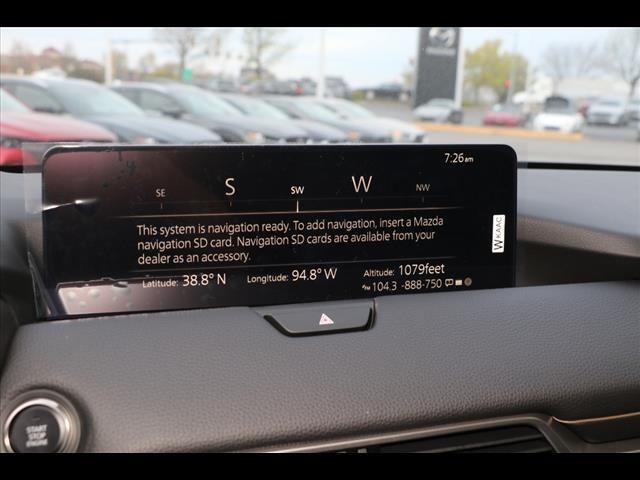 7:26am
SE S SW W NW
This system is navigation ready. To add navigation, insert a Mazda
navigation SD card. Navigation SD cards are available from your
dealer as an accessory.
Latitude: 38.8° N Longitude: 94.8° W Altitude: 1079feet
FM 104.3 -888-750
WKAAC
START
STOP
ENGINE